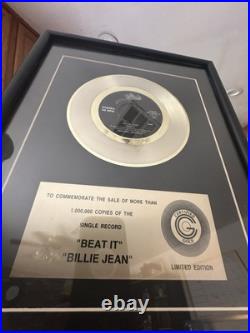 TO COMMEMORATE THE SALE OF MORE THAN
1,000,000 COPIES OF THE
SINGLE RECORD
"BEAT IT"
"BILLIE JEAN"
LIMITED EDITION